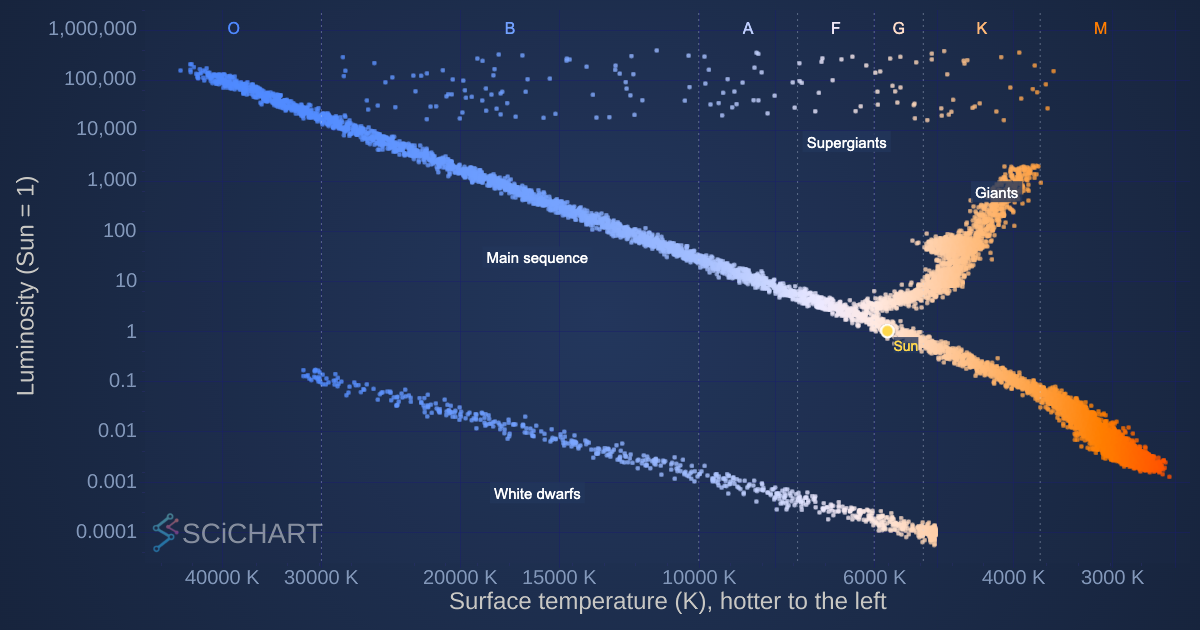 O B A F G K M
1,000,000
100,000
10,000
1,000
100
10
1
0.1
0.01
0.001
0.0001
Luminosity (Sun = 1)
Supergiants
Giants
Main sequence
Sun
White dwarfs
SCiCHART
40000 K 30000 K 20000 K 15000 K 10000 K 6000 K 4000 K 3000 K
Surface temperature (K), hotter to the left